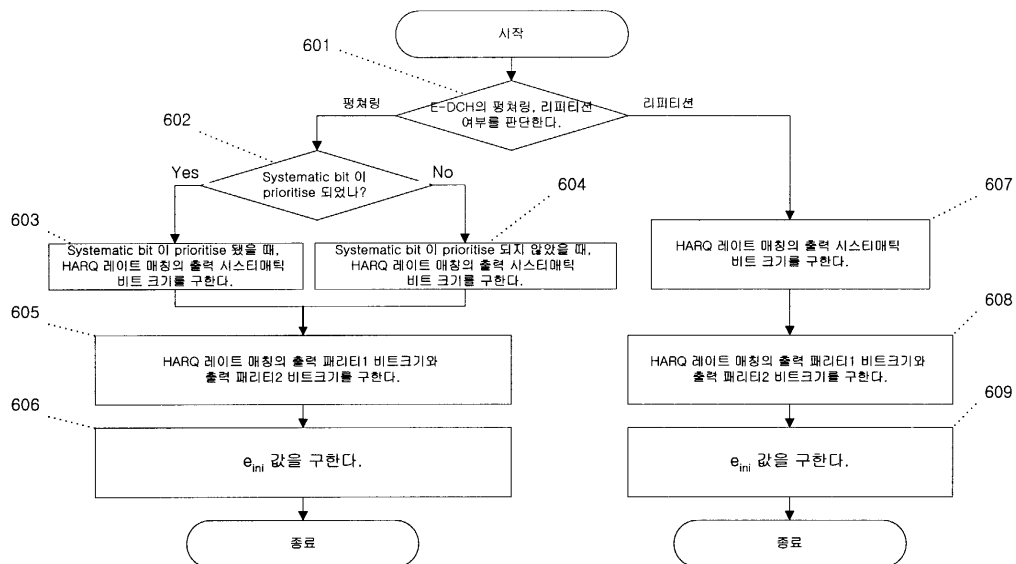 시작
601
E-DCH의 펑쳐링, 리피티션
여부를 판단한다.
펑쳐링
리피티션
602
Systematic bit 이
prioritise 되었나?
Yes
No
603
Systematic bit 이 prioritise 됐을 때,
HARQ 레이트 매칭의 출력 시스티매틱
비트 크기를 구한다.
604
Systematic bit 이 prioritise 되지 않았을 때,
HARQ 레이트 매칭의 출력 시스티매틱
비트 크기를 구한다.
607
HARQ 레이트 매칭의 출력 시스티매틱
비트 크기를 구한다.
605
HARQ 레이트 매칭의 출력 패리티1 비트크기와
출력 패리티2 비트크기를 구한다.
608
HARQ 레이트 매칭의 출력 패리티1 비트크기와
출력 패리티2 비트크기를 구한다.
606
eini 값을 구한다.
609
eini 값을 구한다.
종료
종료